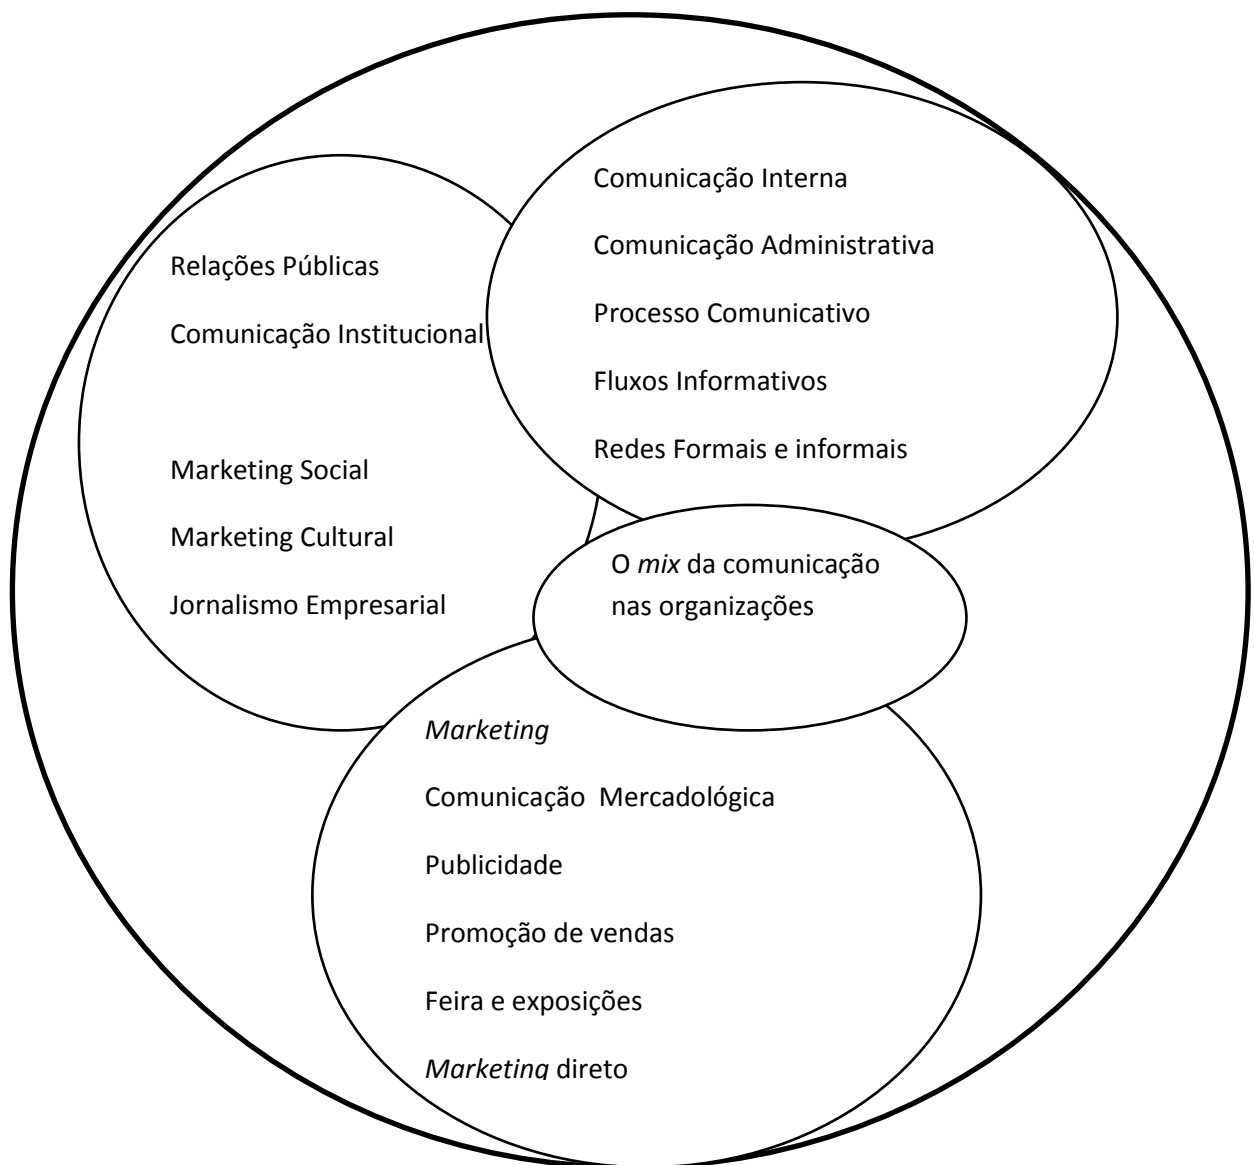 Relações Públicas
Comunicação Institucional
Marketing Social
Marketing Cultural
Jornalismo Empresarial
Comunicação Interna
Comunicação Administrativa
Processo Comunicativo
Fluxos Informativos
Redes Formais e informais
O mix da comunicação
nas organizações
Marketing
Comunicação  Mercadológica
Publicidade
Promoção de vendas
Feira e exposições
Marketing direto